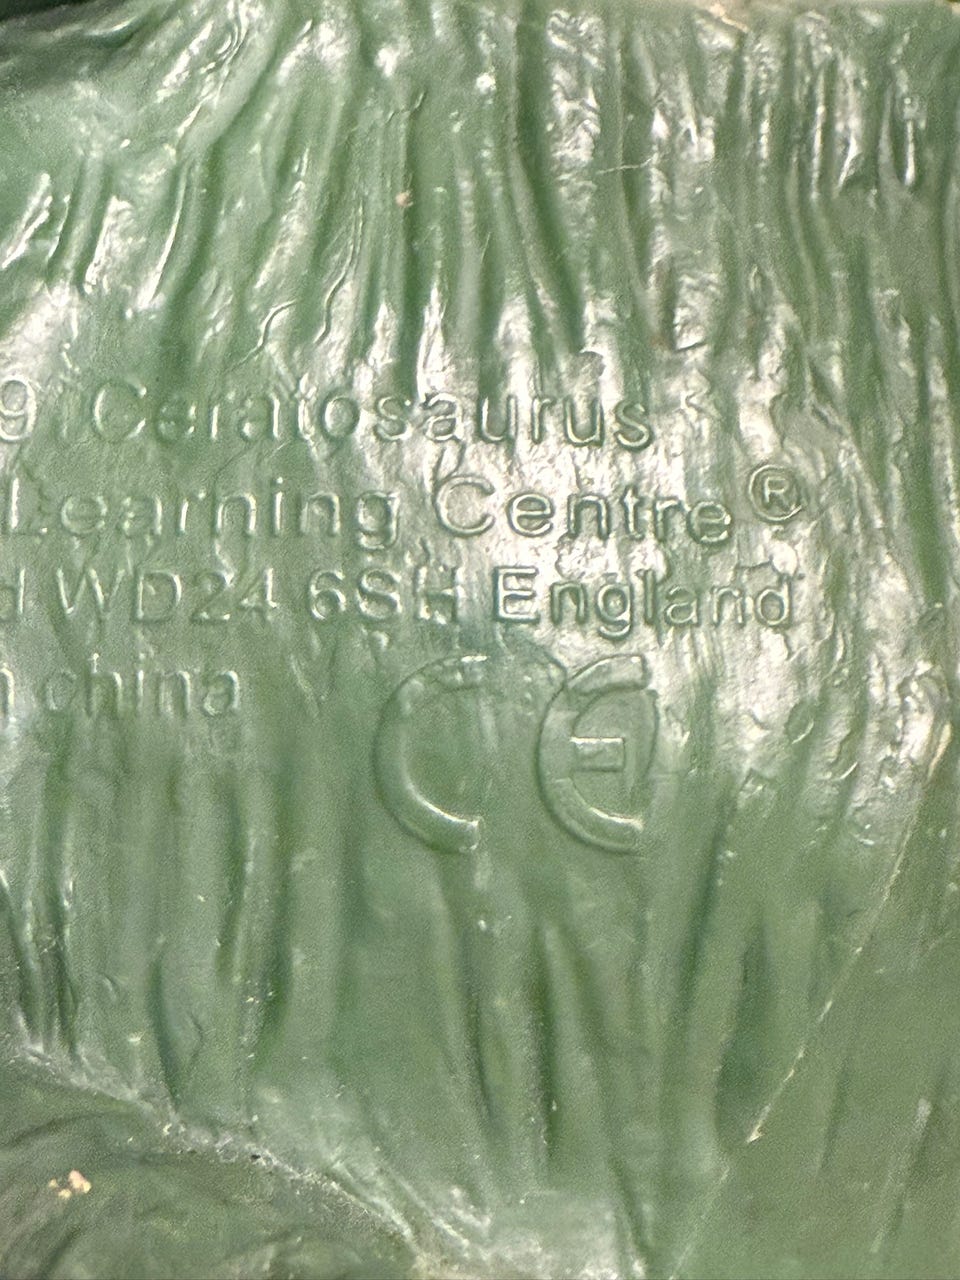 9 Ceratosaurus
Learning Centre®
d WD24 6SH England
n china
CE